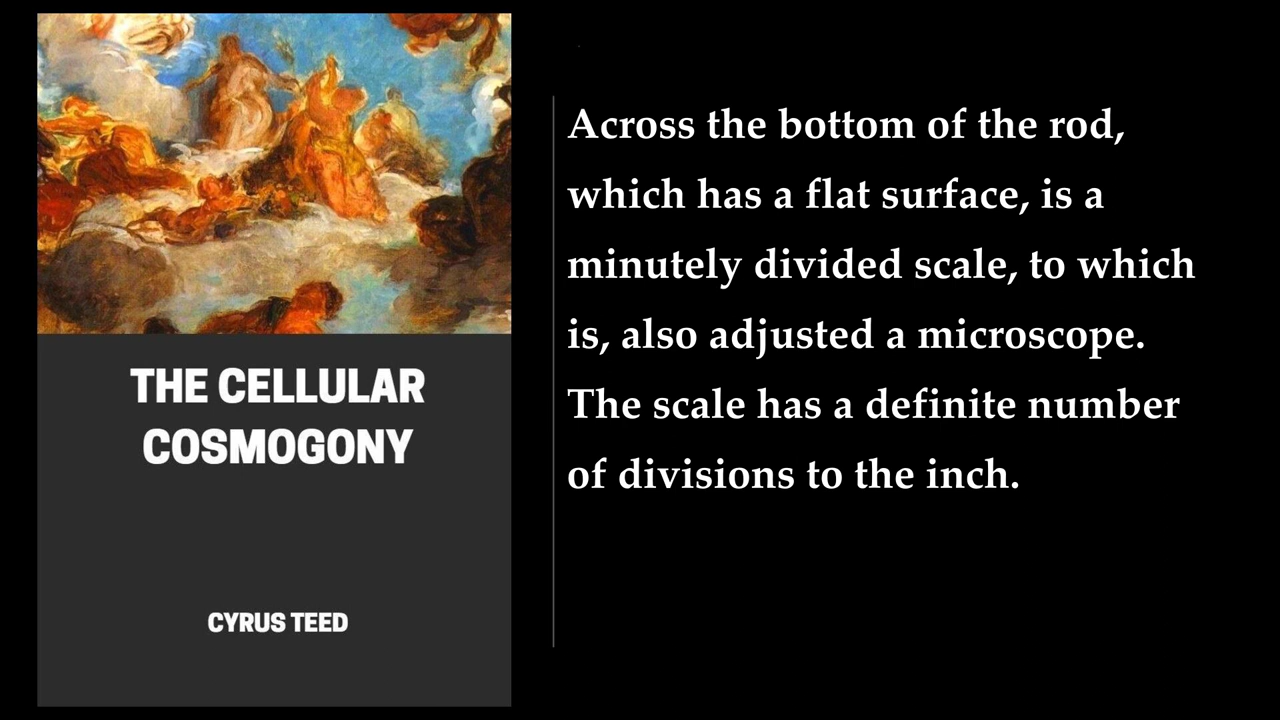 THE CELLULAR
COSMOGONY
CYRUS TEED
Across the bottom of the rod,
which has a flat surface, is a
minutely divided scale, to which
is, also adjusted a microscope.
The scale has a definite number
of divisions to the inch.